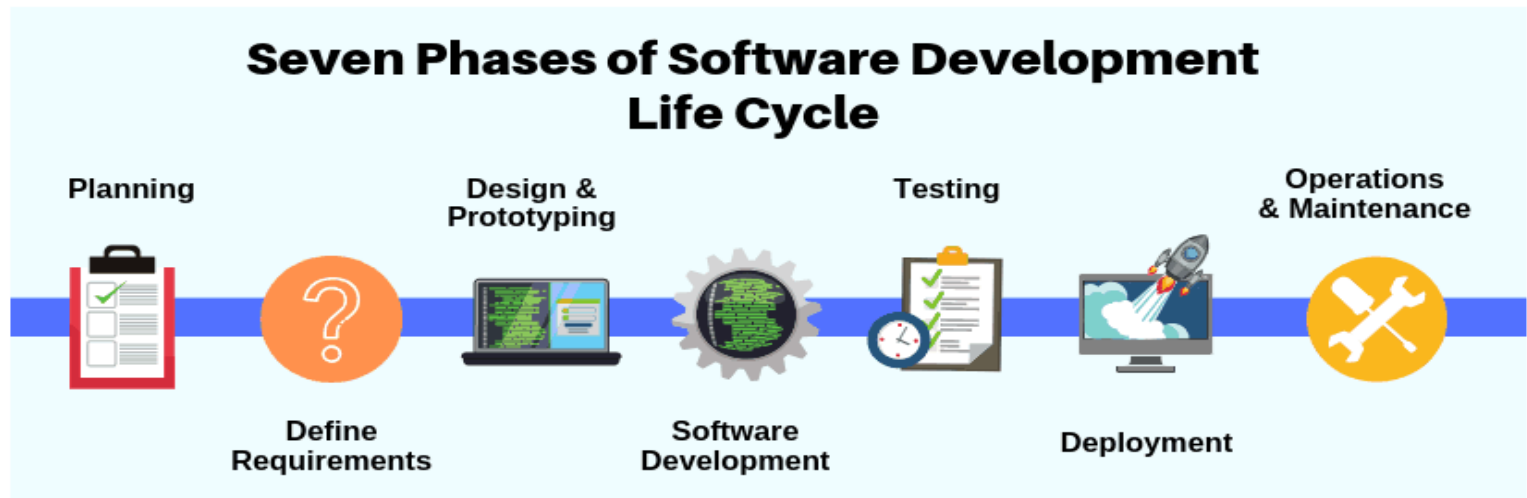 Seven Phases of Software Development
Life Cycle
Planning
Define
Requirements
Design &
Prototyping
Software
Development
Testing
Deployment
Operations
& Maintenance